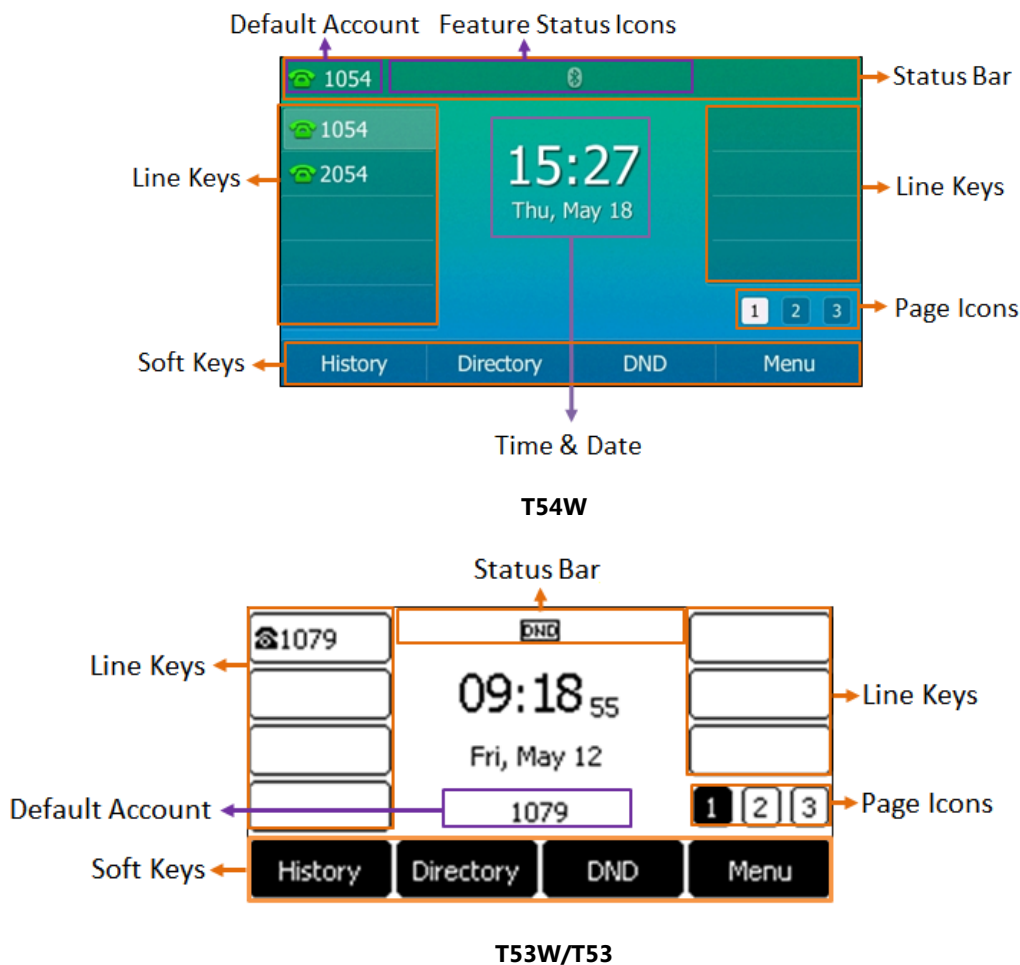 Default Account Feature Status Icons
1054
Status Bar
1054
2054
Line Keys
15:27
Thu, May 18
Line Keys
1 2 3
Page Icons
Soft Keys
History Directory DND Menu
Time & Date
T54W
Status Bar
1079
DND
Line Keys
09:18 55
Line Keys
Fri, May 12
Default Account
1079
1 2 3
Page Icons
Soft Keys
History Directory DND Menu
T53W/T53